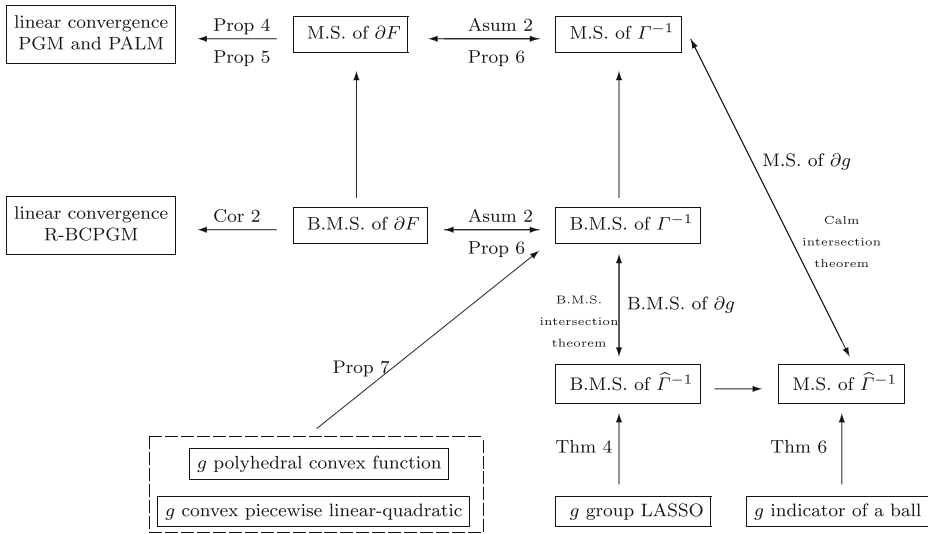 linear convergence
PGM and PALM
Prop 4
Prop 5
M.S. of ∂F
Asum 2
Prop 6
M.S. of Γ⁻¹
M.S. of ∂g
Calm
intersection
theorem
linear convergence
R-BCPGM
Cor 2
B.M.S. of ∂F
Asum 2
Prop 6
B.M.S. of Γ⁻¹
B.M.S.
intersection
theorem
B.M.S. of ∂g
Prop 7
B.M.S. of Γ̂⁻¹
M.S. of Γ̂⁻¹
Thm 4
Thm 6
g polyhedral convex function
g convex piecewise linear-quadratic
g group LASSO
g indicator of a ball